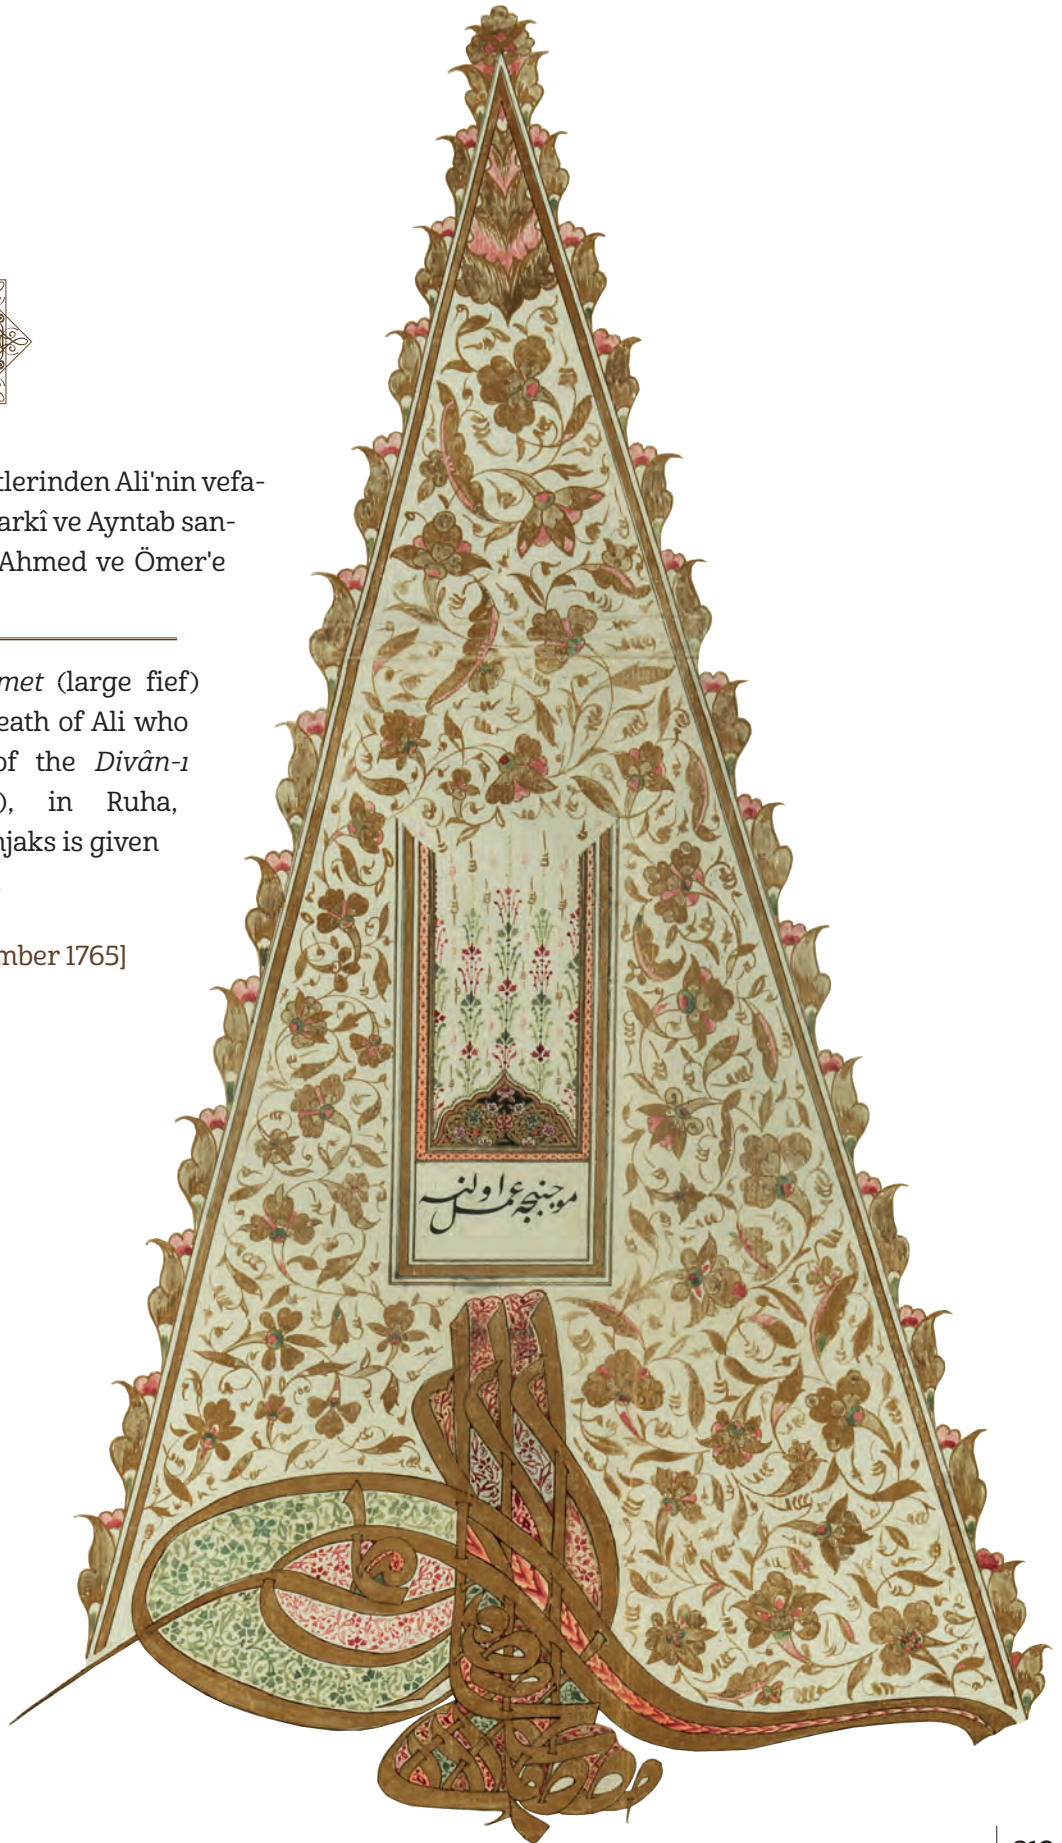 tlerinden Ali'nin vefa-
arkî ve Ayntab san-
Ahmed ve Ömer'e
met (large fief)
eath of Ali who
of the Divân-ı
), in Ruha,
njaks is given
mber 1765]
موجبنجه عمل اولنه